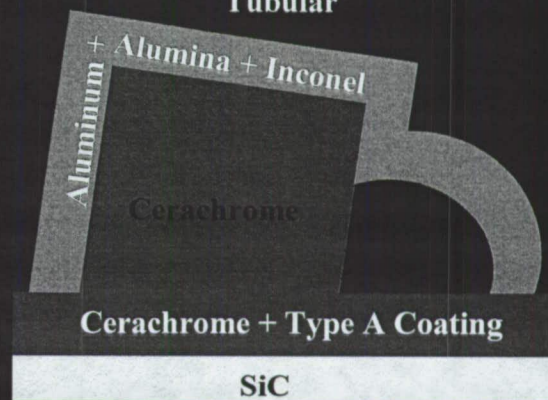 Tubular
Aluminum + Alumina + Inconel
Cerachrome
Cerachrome + Type A Coating
SiC